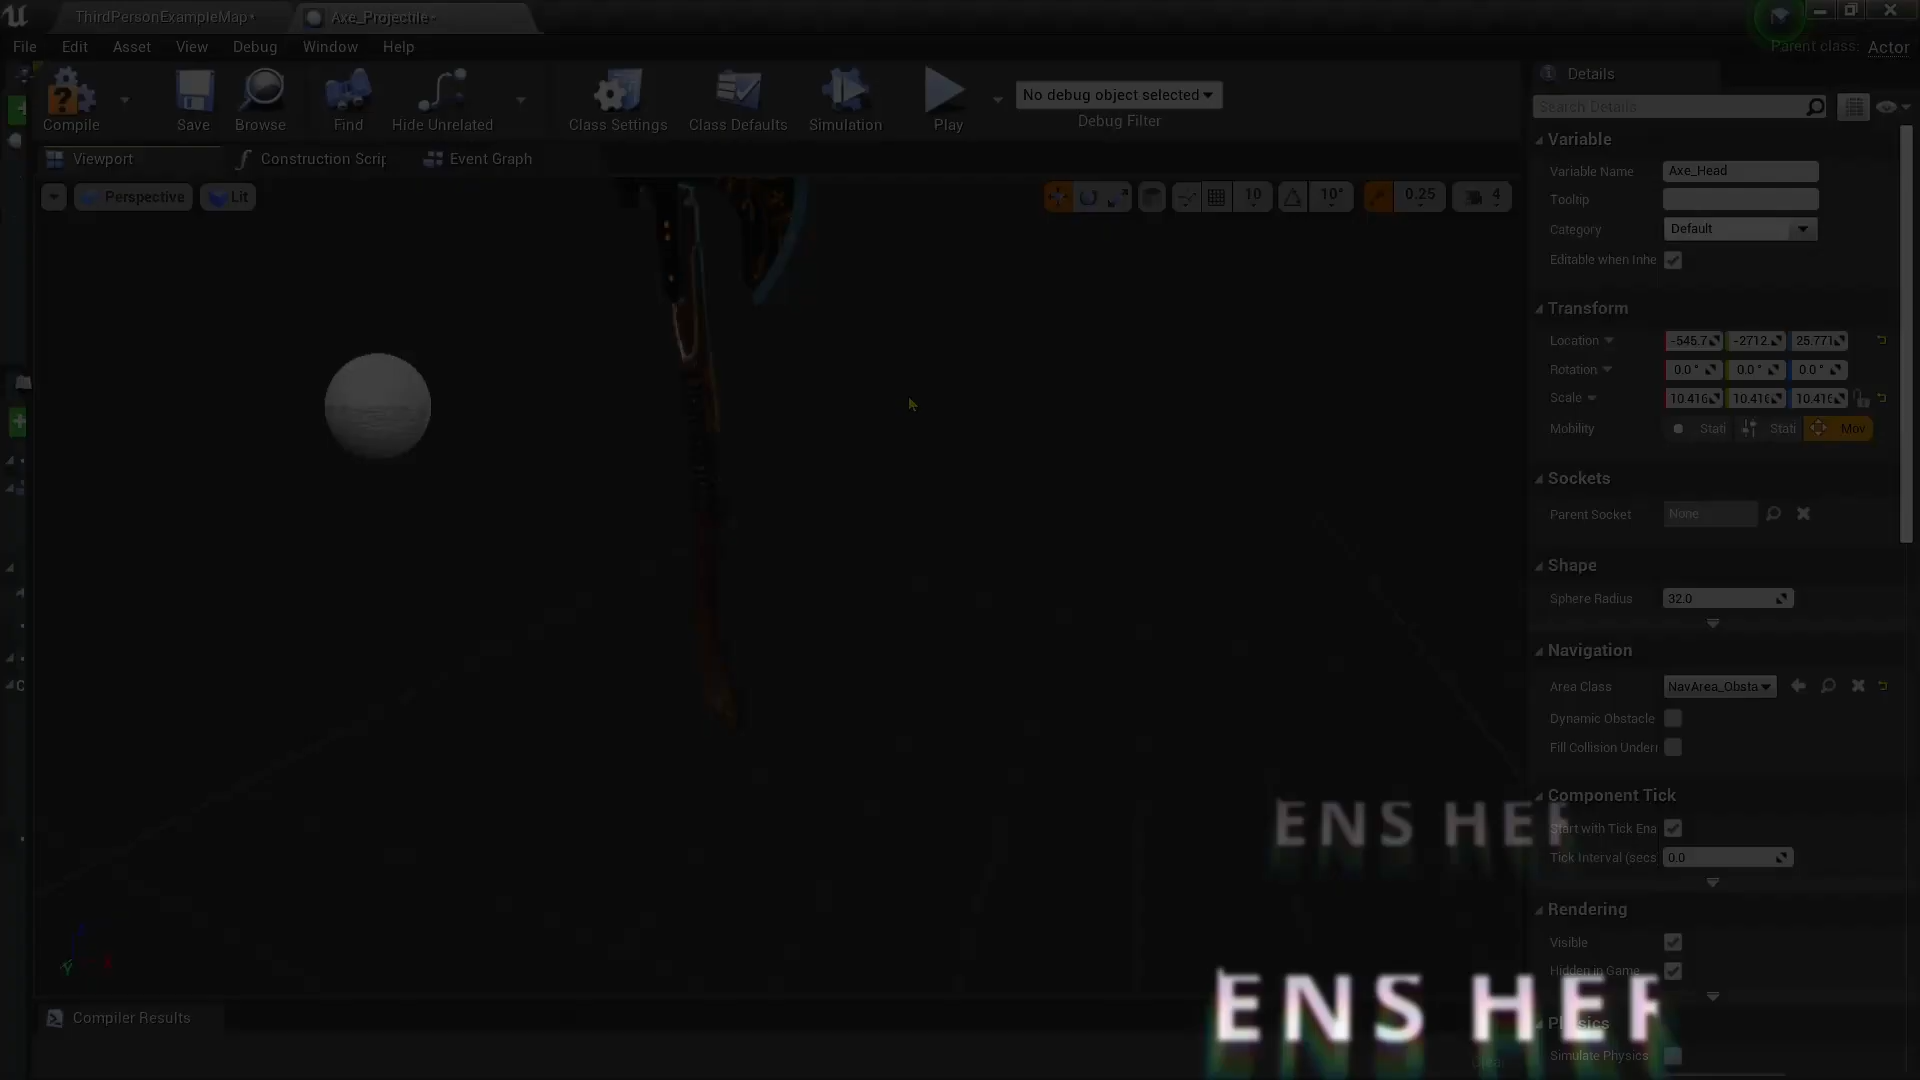 ThirdPersonExampleMap*
Axe_Projectile*
File Edit Asset View Debug Window Help
Parent class: Actor
Compile
Save
Browse
Find
Hide Unrelated
Class Settings
Class Defaults
Simulation
Play
No debug object selected
Debug Filter
Viewport
Construction Scrip
Event Graph
Perspective
Lit
10
10°
0.25
4
Details
Search Details
Variable
Variable Name Axe_Head
Tooltip
Category Default
Editable when Inhe
Transform
Location -545.7 -2712. 25.771
Rotation 0.0 ° 0.0 ° 0.0 °
Scale 10.416 10.416 10.416
Mobility Stati Stati Mov
Sockets
Parent Socket None
Shape
Sphere Radius 32.0
Navigation
Area Class NavArea_Obsta
Dynamic Obstacle
Fill Collision Undern
Component Tick
Start with Tick Ena
Tick Interval (secs 0.0
Rendering
Visible
Hidden in Game
Physics
Simulate Physics
ENS HER
ENS HER
Z
X
Y
Compiler Results
Clear